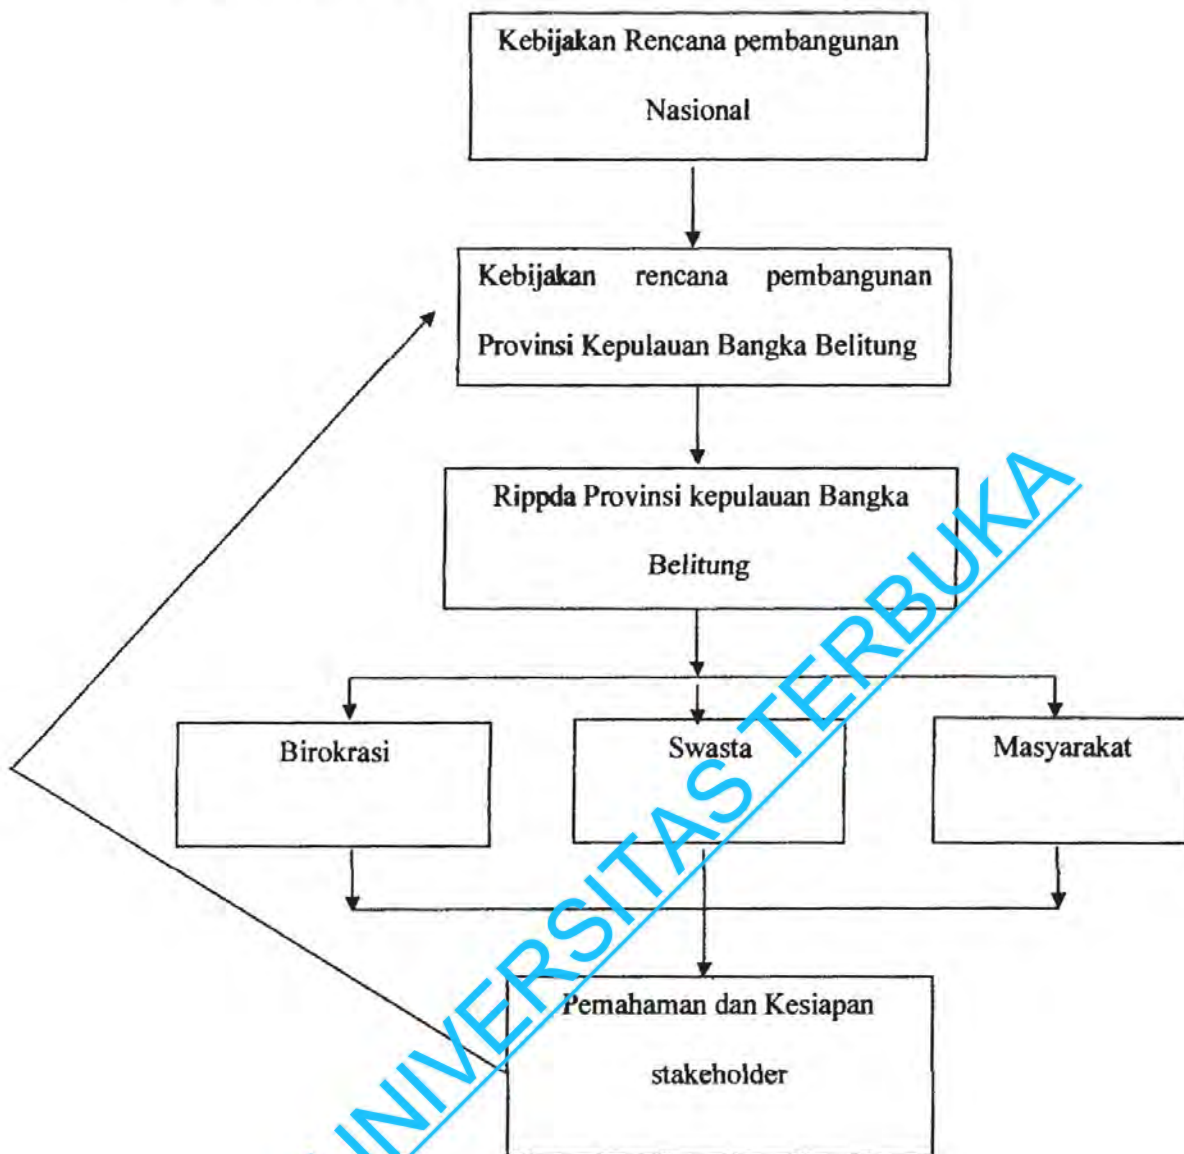 Kebijakan Rencana pembangunan
Nasional
Kebijakan rencana pembangunan
Provinsi Kepulauan Bangka Belitung
Rippda Provinsi kepulauan Bangka
Belitung
Birokrasi
Swasta
Masyarakat
Pemahaman dan Kesiapan
stakeholder
UNIVERSITAS TERBUKA